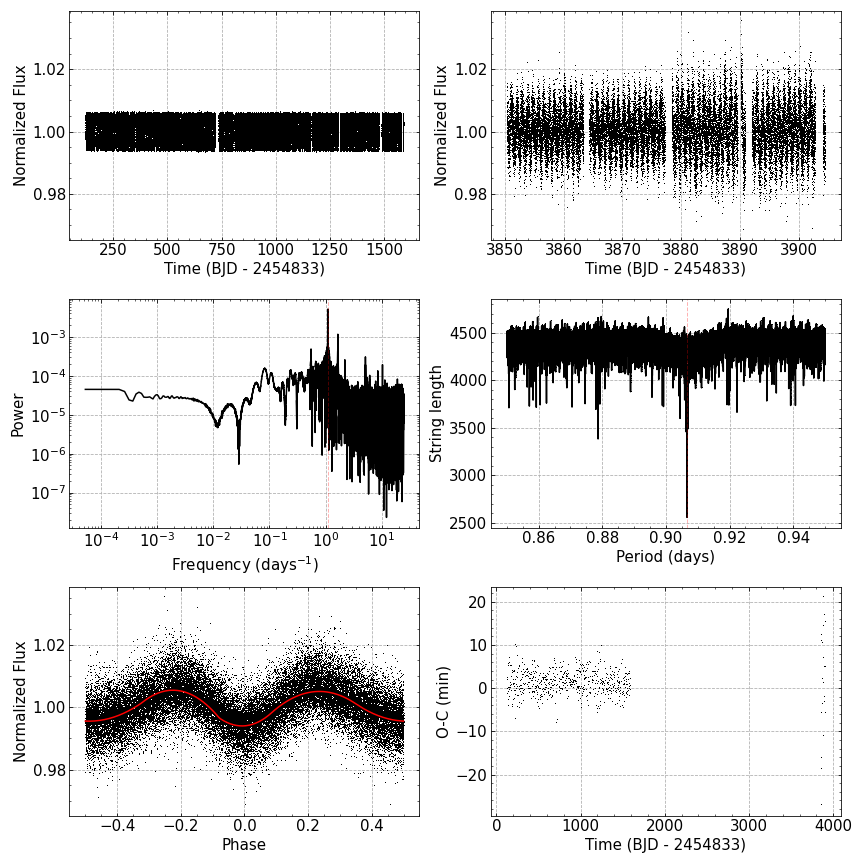 Normalized Flux
1.02
1.00
0.98
250 500 750 1000 1250 1500
Time (BJD - 2454833)
Normalized Flux
1.02
1.00
0.98
3850 3860 3870 3880 3890 3900
Time (BJD - 2454833)
Power
10⁻³
10⁻⁴
10⁻⁵
10⁻⁶
10⁻⁷
10⁻⁴ 10⁻³ 10⁻² 10⁻¹ 10⁰ 10¹
Frequency (days⁻¹)
String length
4500
4000
3500
3000
2500
0.86 0.88 0.90 0.92 0.94
Period (days)
Normalized Flux
1.02
1.00
0.98
−0.4 −0.2 0.0 0.2 0.4
Phase
O-C (min)
20
10
0
−10
−20
0 1000 2000 3000 4000
Time (BJD - 2454833)